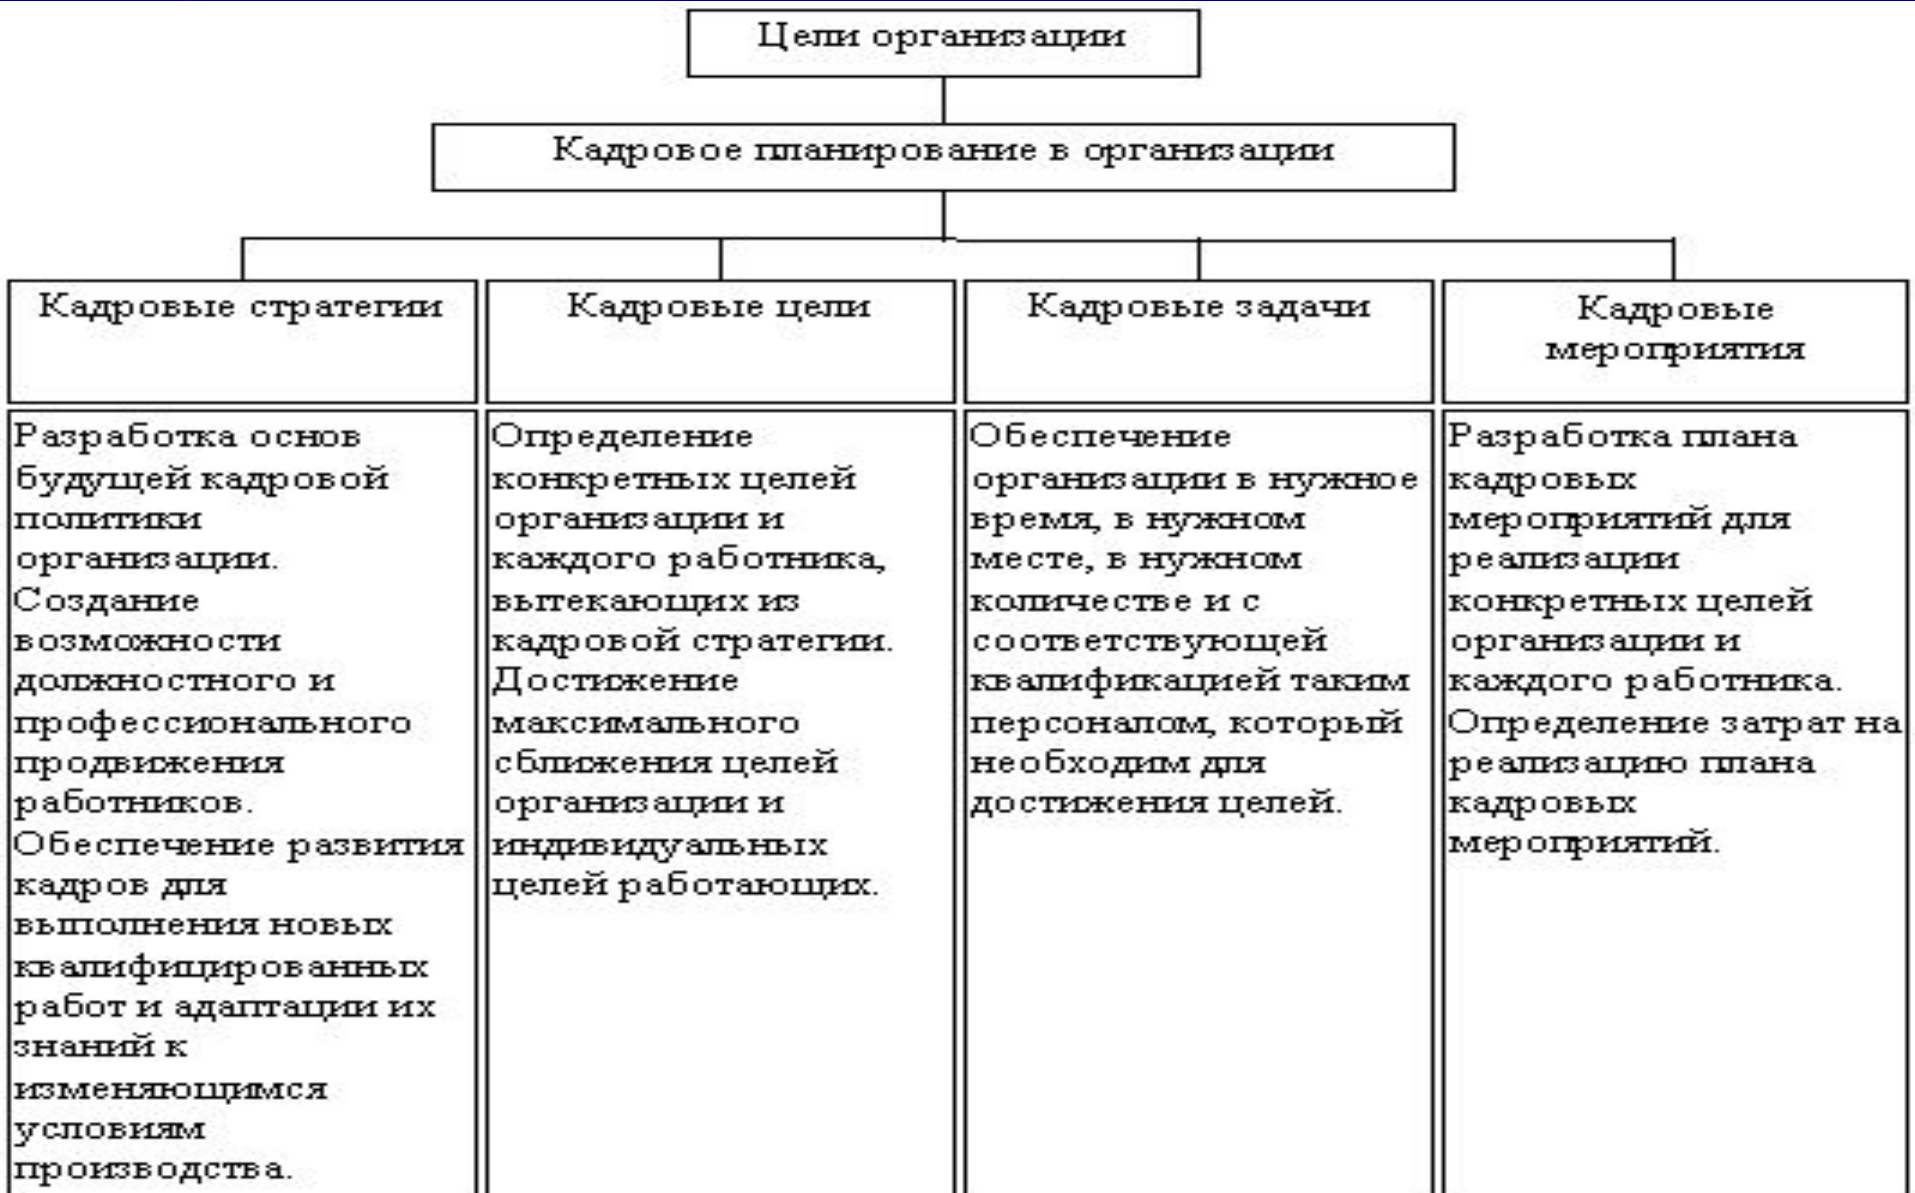 Цели организации
Кадровое планирование в организации
Кадровые стратегии
Кадровые цели
Кадровые задачи
Кадровые
мероприятия
Разработка основ
будущей кадровой
политики
организации.
Создание
возможности
должностного и
профессионального
продвижения
работников.
Обеспечение развития
кадров для
выполнения новых
квалифицированных
работ и адаптации их
знаний к
изменяющимся
условиям
производства.
Определение
конкретных целей
организации и
каждого работника,
вытекающих из
кадровой стратегии.
Достижение
максимального
сближения целей
организации и
индивидуальных
целей работающих.
Обеспечение
организации в нужное
время, в нужном
месте, в нужном
количестве и с
соответствующей
квалификацией таким
персоналом, который
необходим для
достижения целей.
Разработка плана
кадровых
мероприятий для
реализации
конкретных целей
организации и
каждого работника.
Определение затрат на
реализацию плана
кадровых
мероприятий.